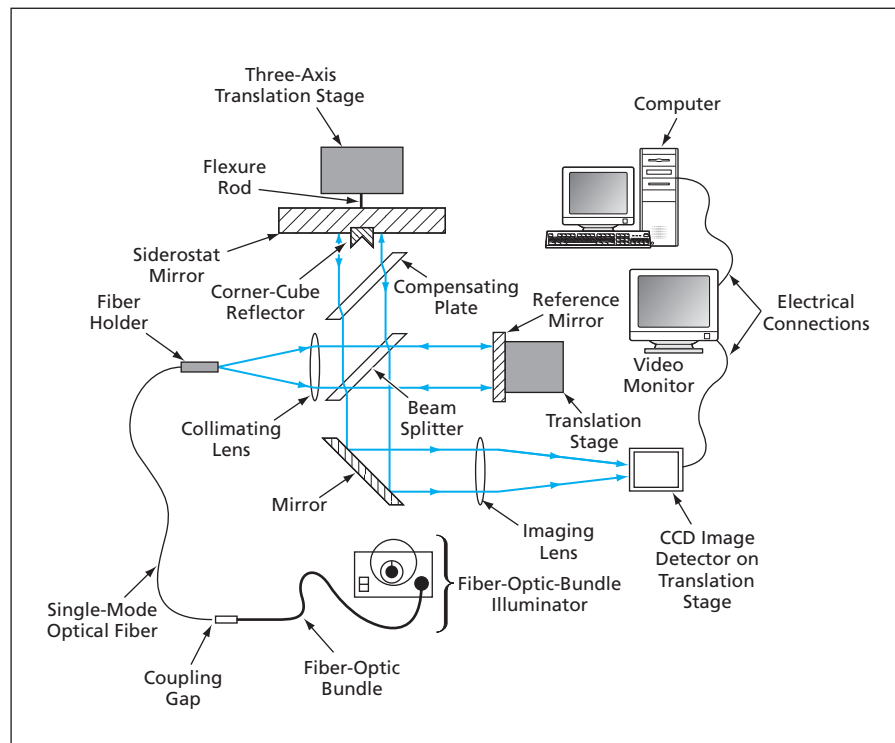 Three-Axis
Translation Stage
Computer
Flexure
Rod
Siderostat
Mirror
Corner-Cube
Reflector
Compensating
Plate
Reference
Mirror
Electrical
Connections
Fiber
Holder
Video
Monitor
Collimating
Lens
Beam
Splitter
Translation
Stage
Mirror
Imaging
Lens
CCD Image
Detector on
Translation
Stage
Single-Mode
Optical Fiber
Fiber-Optic-Bundle
Illuminator
Coupling
Gap
Fiber-Optic
Bundle